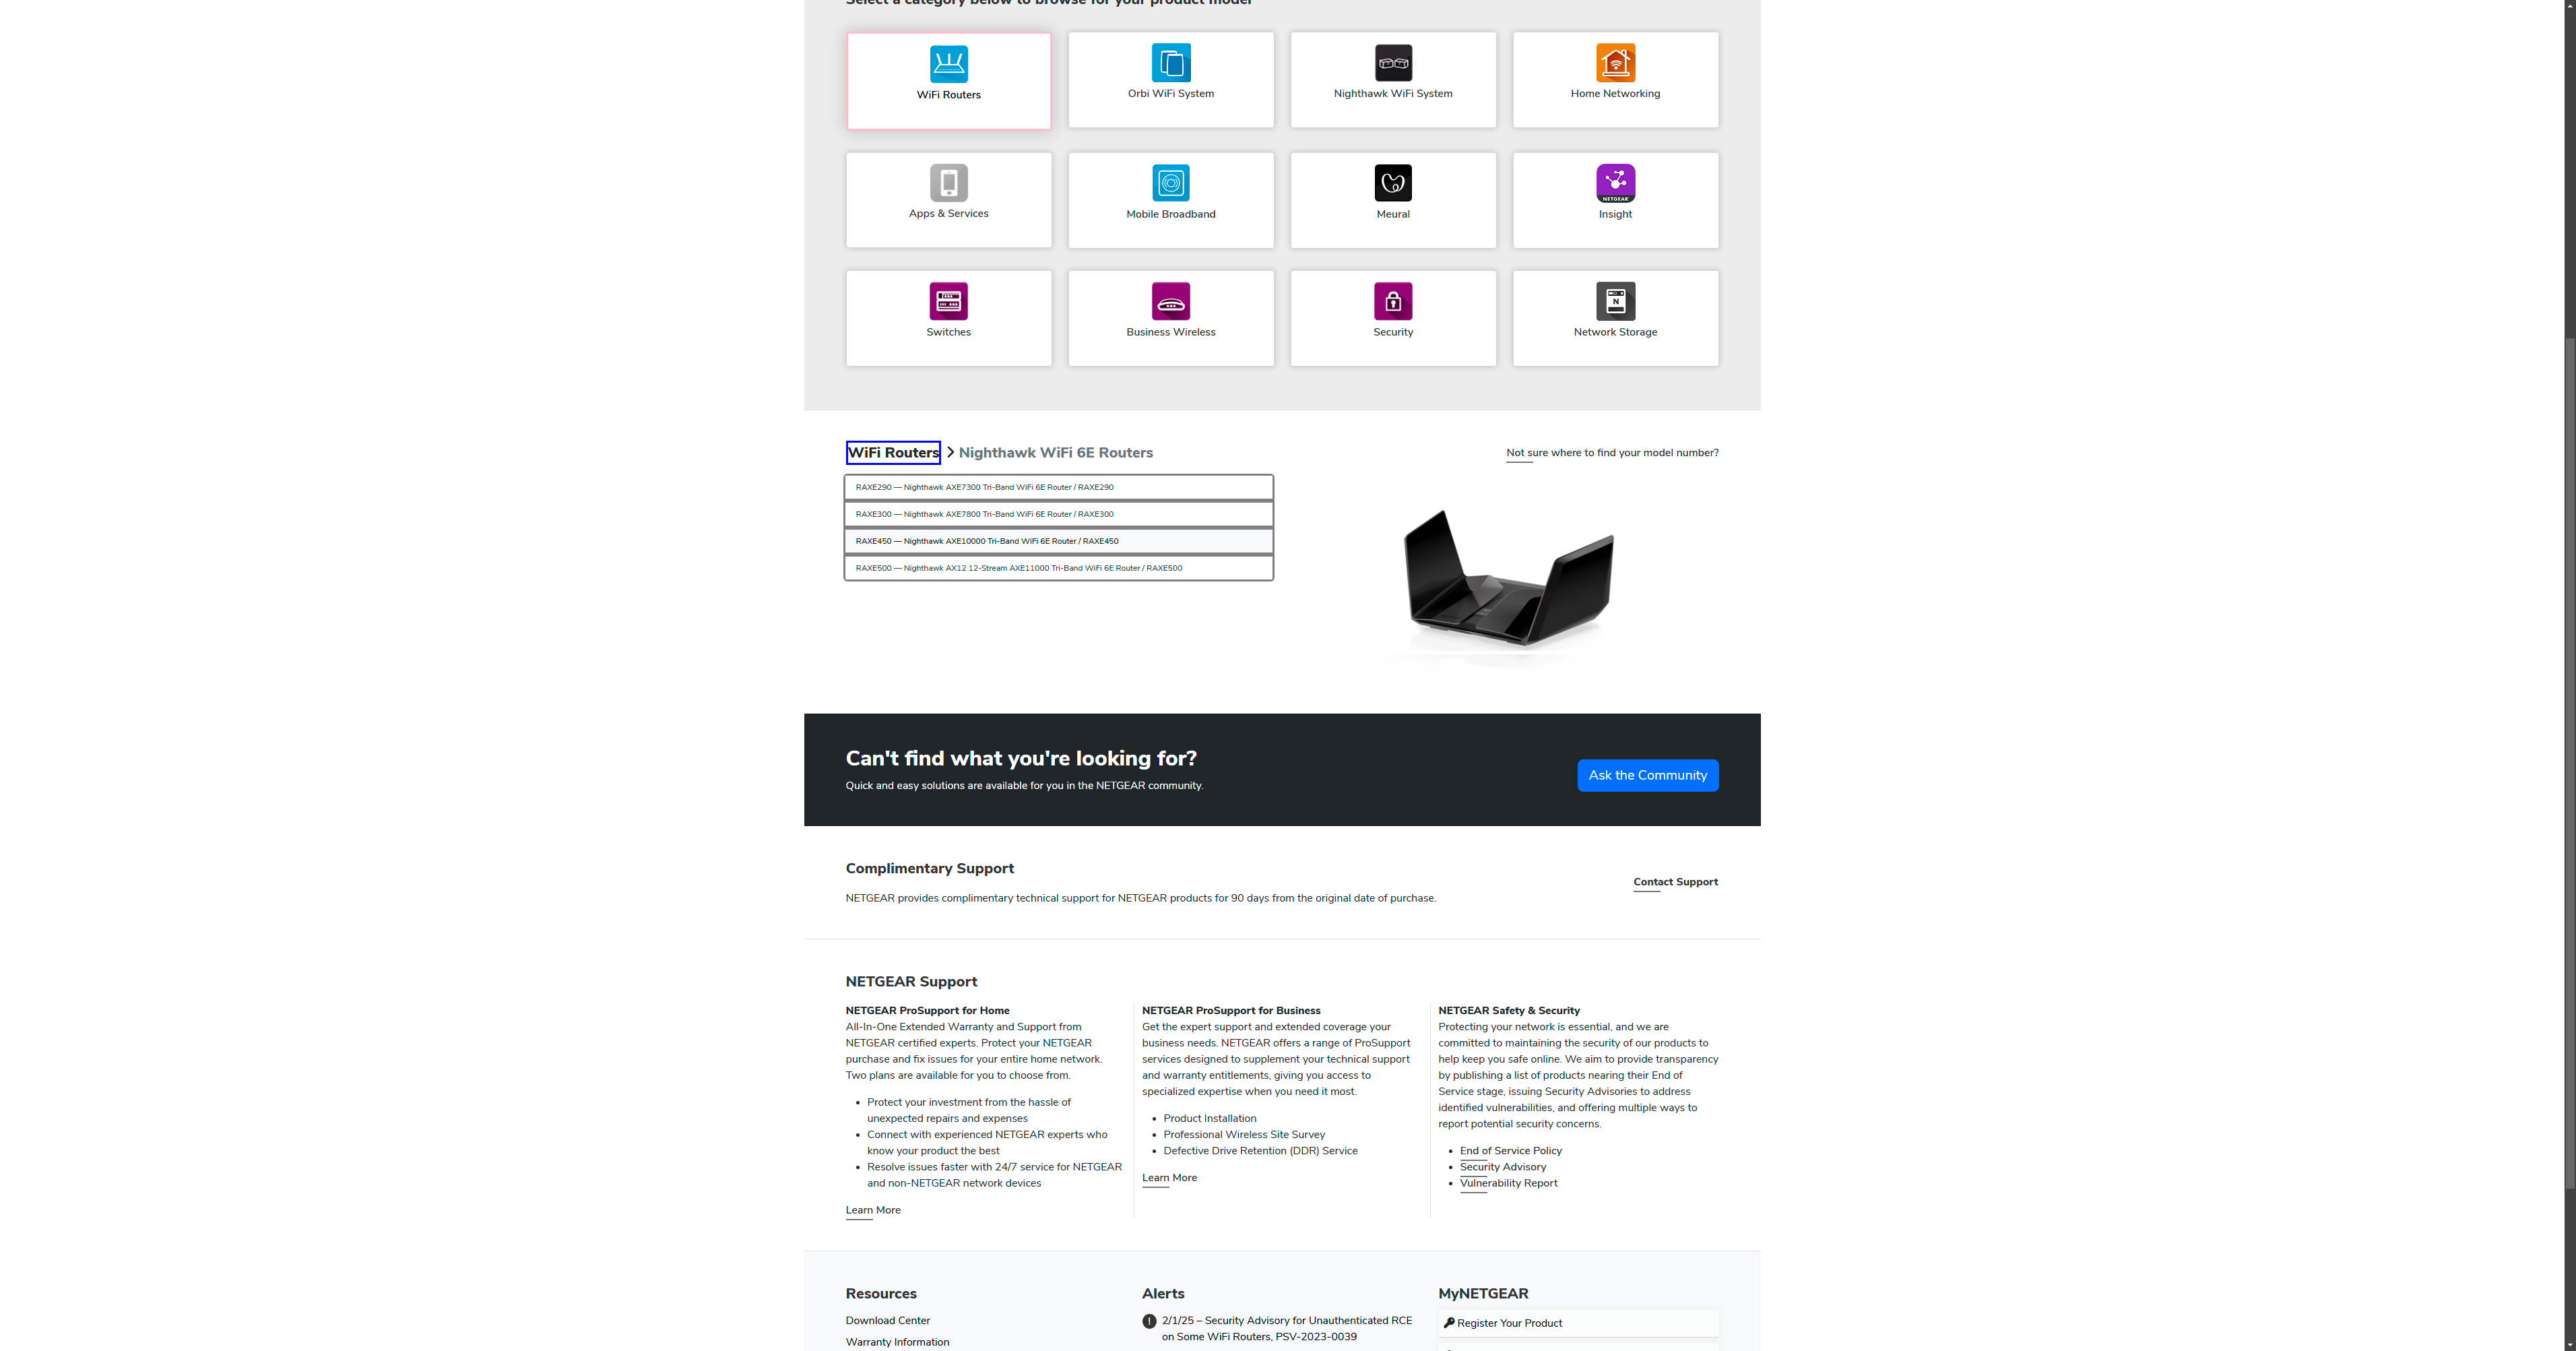 Select a category below to browse for your product model
WiFi Routers
Orbi WiFi System
Nighthawk WiFi System
Home Networking
Apps & Services
Mobile Broadband
Meural
NETGEAR
Insight
Switches
Business Wireless
Security
N
Network Storage
WiFi Routers > Nighthawk WiFi 6E Routers
Not sure where to find your model number?
RAXE290 — Nighthawk AXE7300 Tri-Band WiFi 6E Router / RAXE290
RAXE300 — Nighthawk AXE7800 Tri-Band WiFi 6E Router / RAXE300
RAXE450 — Nighthawk AXE10000 Tri-Band WiFi 6E Router / RAXE450
RAXE500 — Nighthawk AX12 12-Stream AXE11000 Tri-Band WiFi 6E Router / RAXE500
Can't find what you're looking for?
Quick and easy solutions are available for you in the NETGEAR community.
Ask the Community
Complimentary Support
NETGEAR provides complimentary technical support for NETGEAR products for 90 days from the original date of purchase.
Contact Support
NETGEAR Support
NETGEAR ProSupport for Home
All-In-One Extended Warranty and Support from
NETGEAR certified experts. Protect your NETGEAR
purchase and fix issues for your entire home network.
Two plans are available for you to choose from.
• Protect your investment from the hassle of
unexpected repairs and expenses
• Connect with experienced NETGEAR experts who
know your product the best
• Resolve issues faster with 24/7 service for NETGEAR
and non-NETGEAR network devices
Learn More
NETGEAR ProSupport for Business
Get the expert support and extended coverage your
business needs. NETGEAR offers a range of ProSupport
services designed to supplement your technical support
and warranty entitlements, giving you access to
specialized expertise when you need it most.
• Product Installation
• Professional Wireless Site Survey
• Defective Drive Retention (DDR) Service
Learn More
NETGEAR Safety & Security
Protecting your network is essential, and we are
committed to maintaining the security of our products to
help keep you safe online. We aim to provide transparency
by publishing a list of products nearing their End of
Service stage, issuing Security Advisories to address
identified vulnerabilities, and offering multiple ways to
report potential security concerns.
• End of Service Policy
• Security Advisory
• Vulnerability Report
Resources
Download Center
Warranty Information
Alerts
2/1/25 – Security Advisory for Unauthenticated RCE
on Some WiFi Routers, PSV-2023-0039
MyNETGEAR
Register Your Product